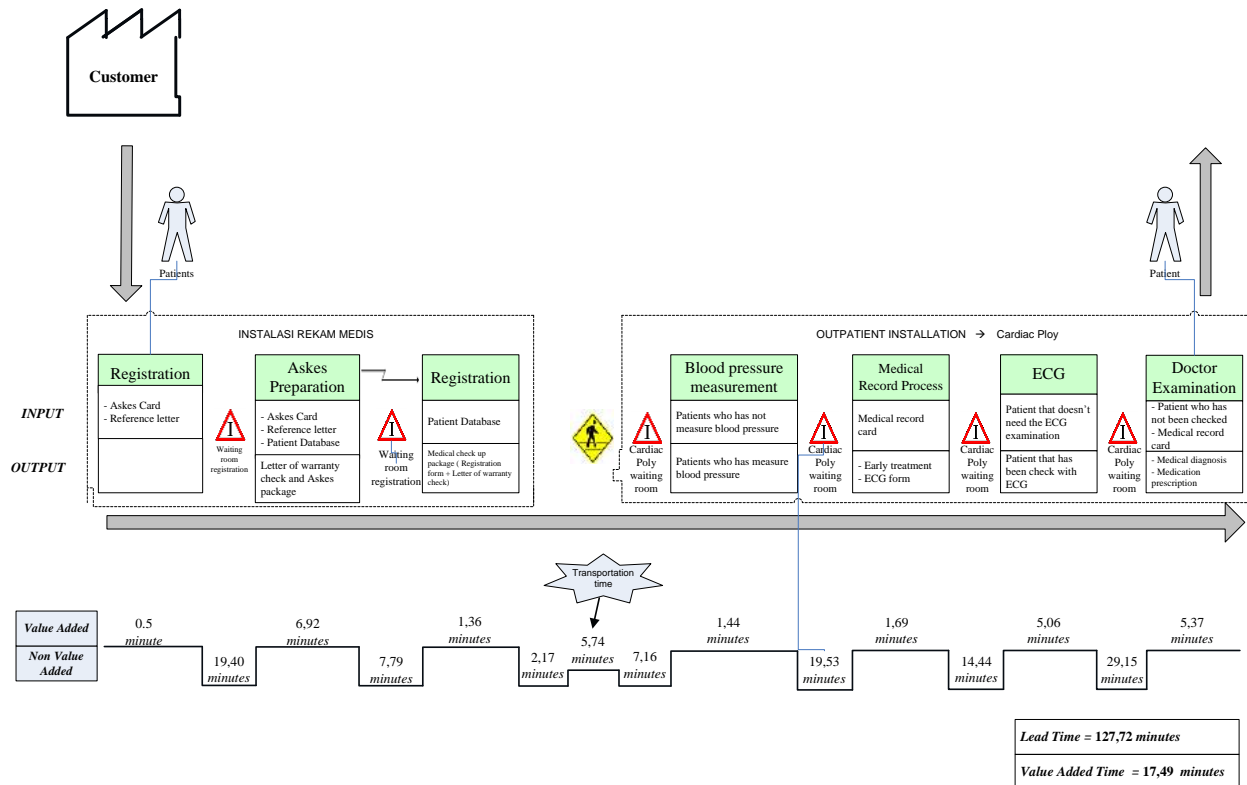 Customer
Patients
Patient
INSTALASI REKAM MEDIS
OUTPATIENT INSTALLATION → Cardiac Ploy
INPUT
OUTPUT
Registration
- Askes Card
- Reference letter
I
Waiting
room
registration
Askes
Preparation
- Askes Card
- Reference letter
- Patient Database
Letter of warranty
check and Askes
package
I
Waiting
room
registration
Registration
Patient Database
Medical check up
package ( Registration
form + Letter of warranty
check)
I
Cardiac
Poly
waiting
room
Blood pressure
measurement
Patients who has not
measure blood pressure
Patients who has measure
blood pressure
I
Cardiac
Poly
waiting
room
Medical
Record Process
Medical record
card
- Early treatment
- ECG form
I
Cardiac
Poly
waiting
room
ECG
Patient that doesn't
need the ECG
examination
Patient that has
been check with
ECG
I
Cardiac
Poly
waiting
room
Doctor
Examination
- Patient who has
not been checked
- Medical record
card
- Medical diagnosis
- Medication
prescription
Transportation
time
Value Added
Non Value
Added
0.5
minute
19,40
minutes
6,92
minutes
7,79
minutes
1,36
minutes
2,17
minutes
5,74
minutes
7,16
minutes
1,44
minutes
19,53
minutes
1,69
minutes
14,44
minutes
5,06
minutes
29,15
minutes
5,37
minutes
Lead Time = 127,72 minutes
Value Added Time = 17,49 minutes